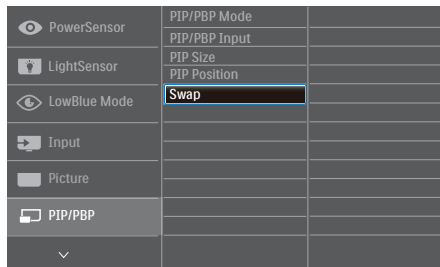 PowerSensor
LightSensor
LowBlue Mode
Input
Picture
PIP/PBP
PIP/PBP Mode
PIP/PBP Input
PIP Size
PIP Position
Swap